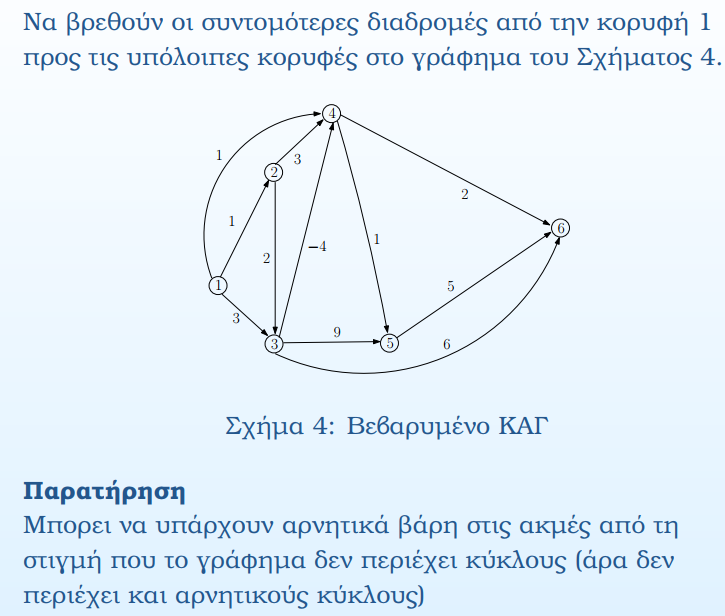 Να βρεθούν οι συντομότερες διαδρομές από την κορυφή 1
προς τις υπόλοιπες κορυφές στο γράφημα του Σχήματος 4.
4
1
3
2
2
1
6
−4
1
2
1
5
3
9
3
5
6
Σχήμα 4: Βεβαρυμένο ΚΑΓ
Παρατήρηση
Μπορει να υπάρχουν αρνητικά βάρη στις ακμές από τη
στιγμή που το γράφημα δεν περιέχει κύκλους (άρα δεν
περιέχει και αρνητικούς κύκλους)